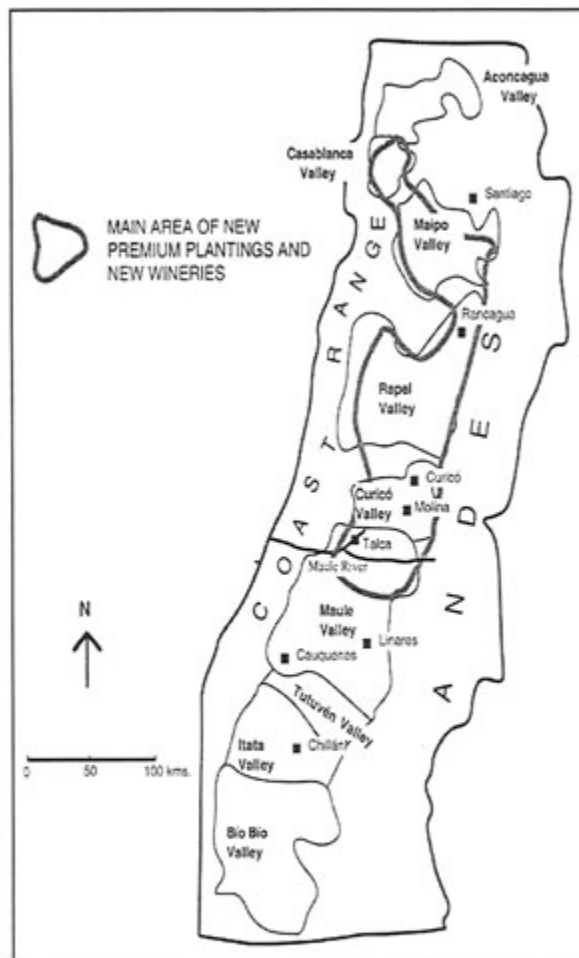 Aconcagua
Valley
Casablanca
Valley
Santiago
MAIN AREA OF NEW
PREMIUM PLANTINGS AND
NEW WINERIES
Maipo
Valley
Rancagua
COAST RANGE
ANDES
Rapel
Valley
Curicó
Curicó
Valley
Molina
Talca
Maule River
N
Maule
Valley
Linares
Cauquenes
Tutuvén Valley
Itata
Valley
Chillán
0 50 100 kms.
Bío Bío
Valley